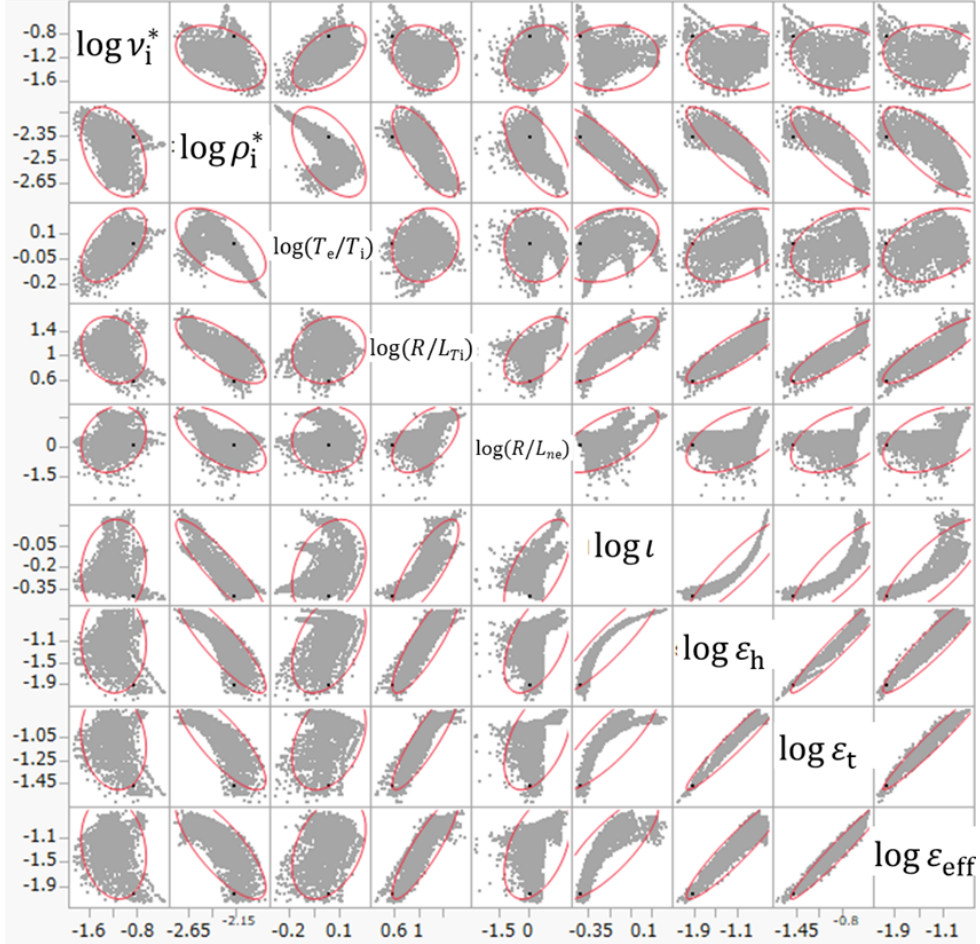 -0.8
-1.2
-1.6
log ν*i
-2.35
-2.5
-2.65
log ρ*i
0.1
-0.05
-0.2
log(Te/Ti)
1.4
1
0.6
log(R/LTi)
0
-1.5
log(R/Lne)
-0.05
-0.2
-0.35
log ι
-1.1
-1.5
-1.9
log εh
-1.05
-1.25
-1.45
log εt
-1.1
-1.5
-1.9
log εeff
-1.6 -0.8 -2.65 -2.15 -0.2 0.1 0.6 1 -1.5 0 -0.35 0.1 -1.9 -1.1 -1.45 -0.8 -1.9 -1.1